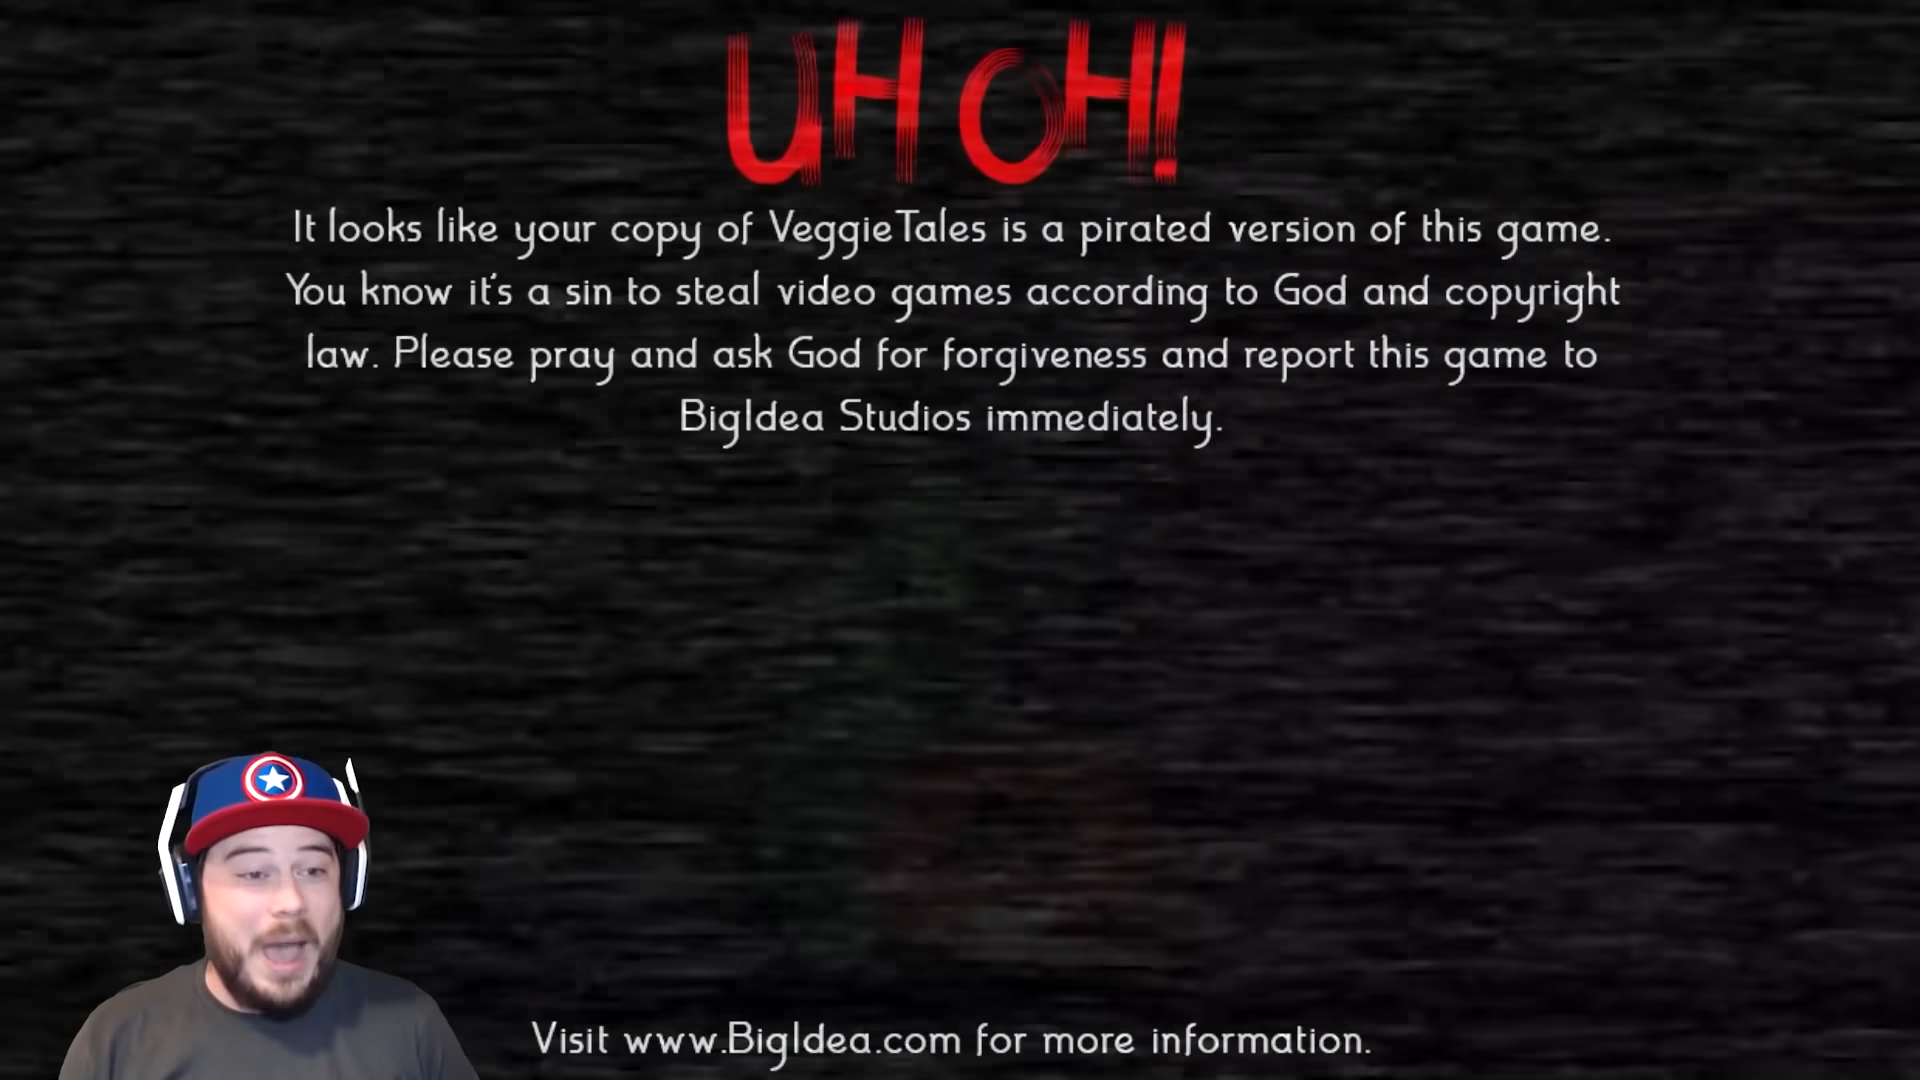 UH OH!
It looks like your copy of VeggieTales is a pirated version of this game.
You know it's a sin to steal video games according to God and copyright
law. Please pray and ask God for forgiveness and report this game to
BigIdea Studios immediately.
Visit www.BigIdea.com for more information.